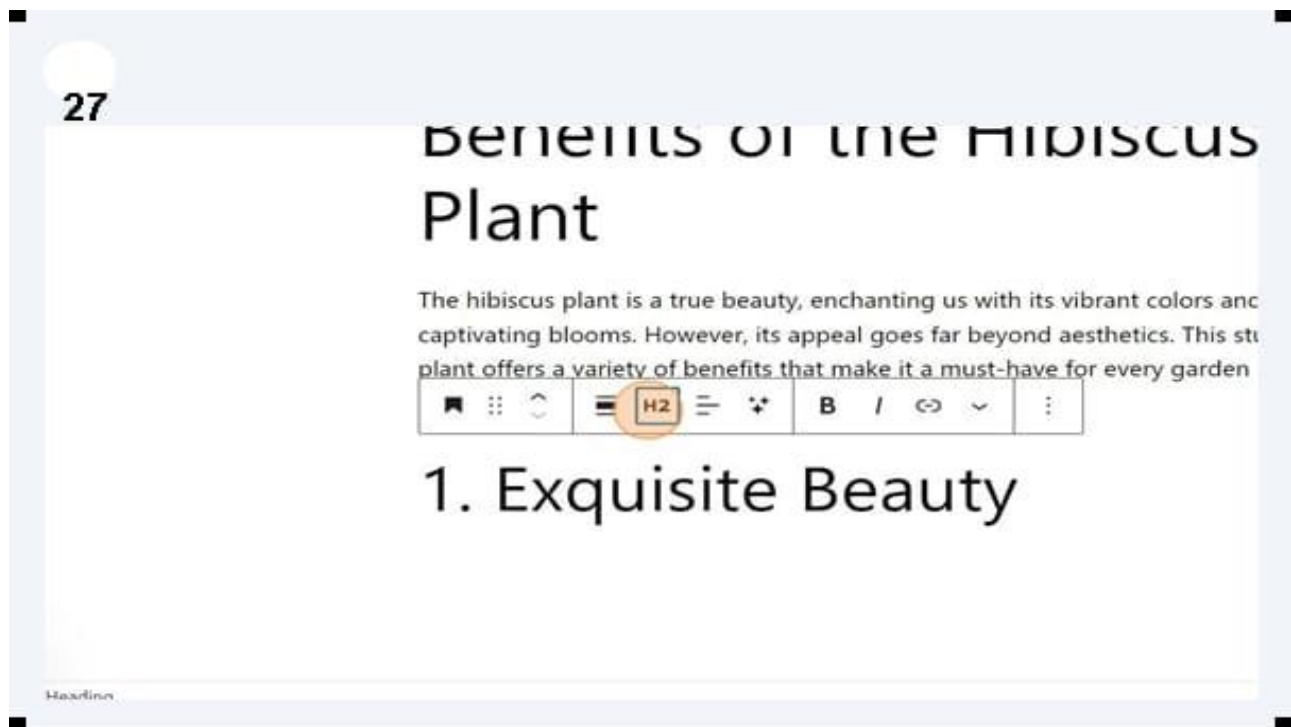 27
Benefits of the Hibiscus
Plant
The hibiscus plant is a true beauty, enchanting us with its vibrant colors and
captivating blooms. However, its appeal goes far beyond aesthetics. This
plant offers a variety of benefits that make it a must-have for every garden
H2 B I
1. Exquisite Beauty
Heading